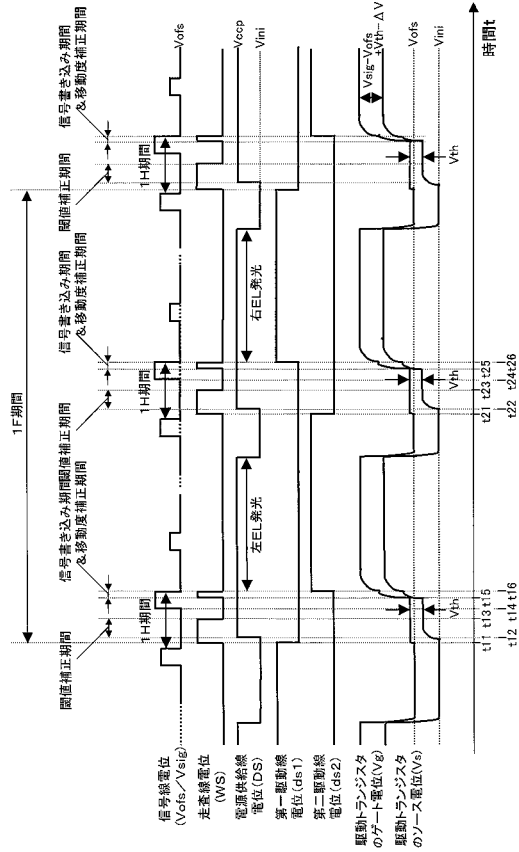 1F期間
閾値補正期間
信号書き込み期間
&移動度補正期間
閾値補正期間
信号書き込み期間
&移動度補正期間
閾値補正期間
信号書き込み期間
&移動度補正期間
信号線電位
(Vofs/Vsig)
1H期間
1H期間
1H期間
Vofs
走査線電位
(WS)
電源供給線
電位(DS)
左EL発光
右EL発光
Vccp
Vini
第一駆動線
電位(ds1)
第二駆動線
電位(ds2)
駆動トランジスタ
のゲート電位(Vg)
駆動トランジスタ
のソース電位(Vs)
Vth
Vth
Vth
Vsig-Vofs
+Vth-ΔV
Vofs
Vini
t11 t13 t15
t12 t14 t16
t21 t23 t25
t22 t24 t26
時間t